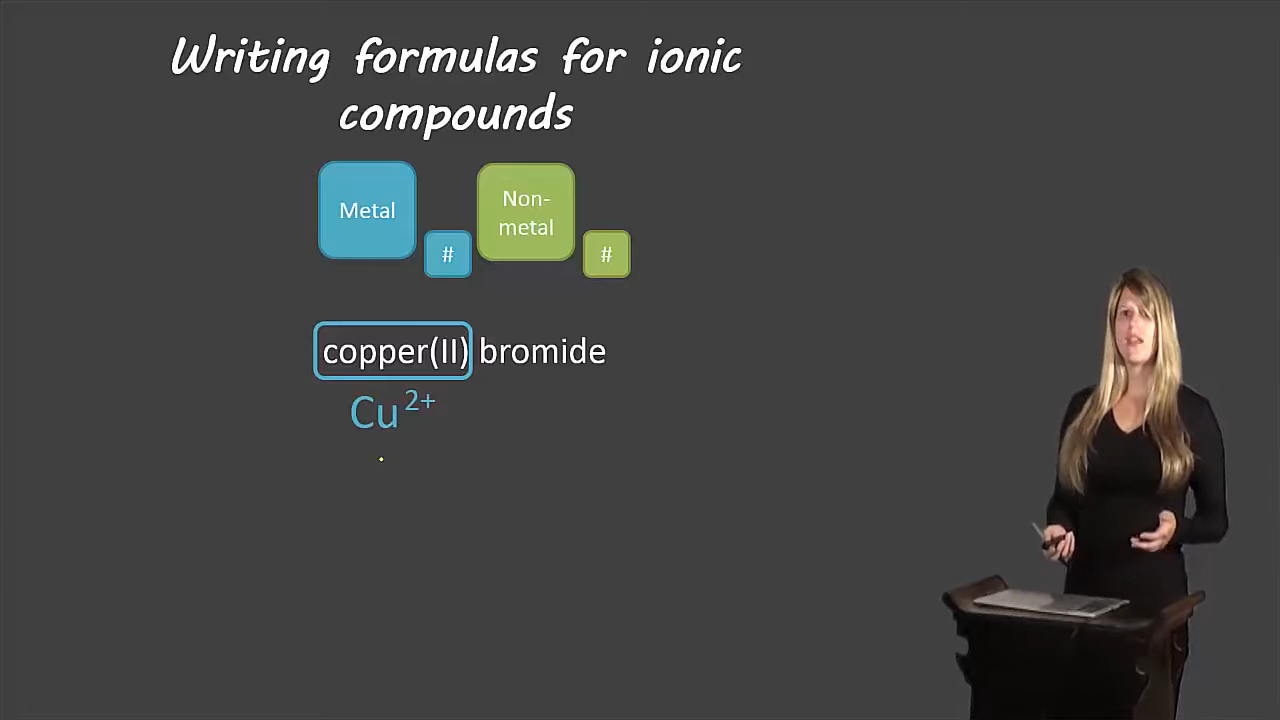 Writing formulas for ionic
compounds
Metal
#
Non-
metal
#
copper(II) bromide
Cu²⁺